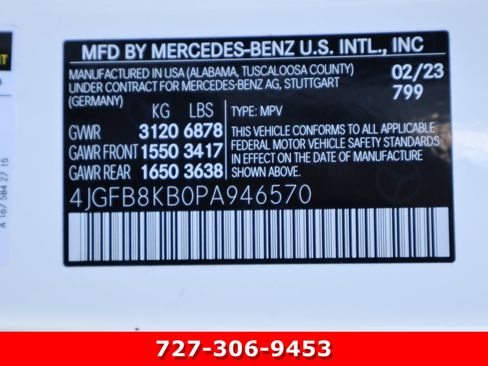 MFD BY MERCEDES-BENZ U.S. INTL., INC
MANUFACTURED IN USA (ALABAMA, TUSCALOOSA COUNTY) 02/23
UNDER CONTRACT FOR MERCEDES-BENZ AG, STUTTGART 799
(GERMANY)
KG LBS TYPE: MPV
GVWR 3120 6878
GAWR FRONT 1550 3417
GAWR REAR 1650 3638
THIS VEHICLE CONFORMS TO ALL APPLICABLE
FEDERAL MOTOR VEHICLE SAFETY STANDARDS
IN EFFECT ON THE DATE OF
MANUFACTURE SHOWN ABOVE.
4JGFB8KB0PA946570
A 167 584 27 15
727-306-9453